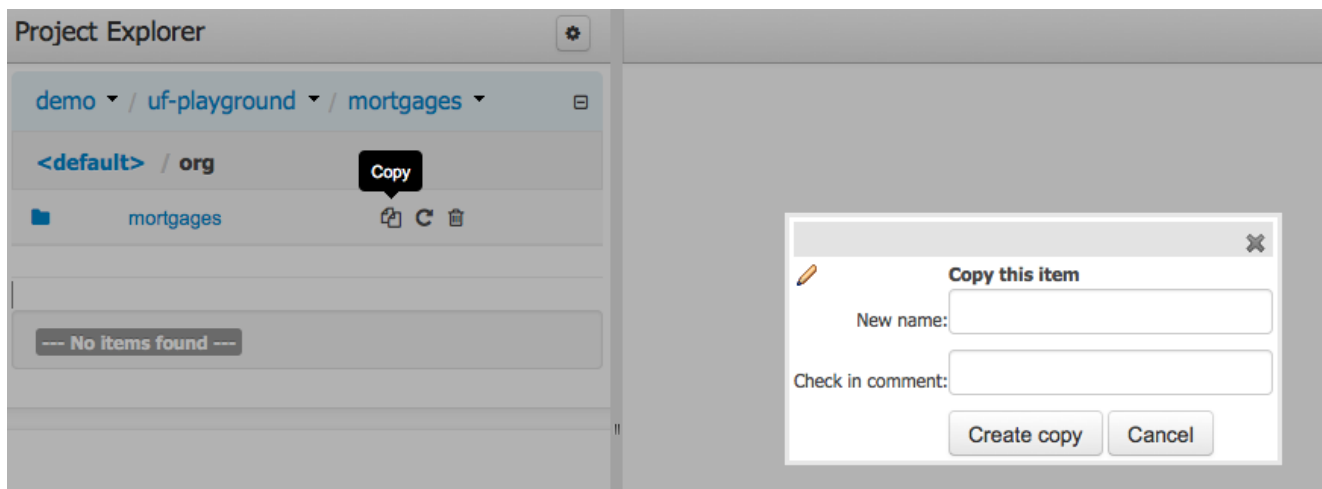 Project Explorer
demo / uf-playground / mortgages
<default> / org
Copy
mortgages
--- No items found ---
Copy this item
New name:
Check in comment:
Create copy Cancel